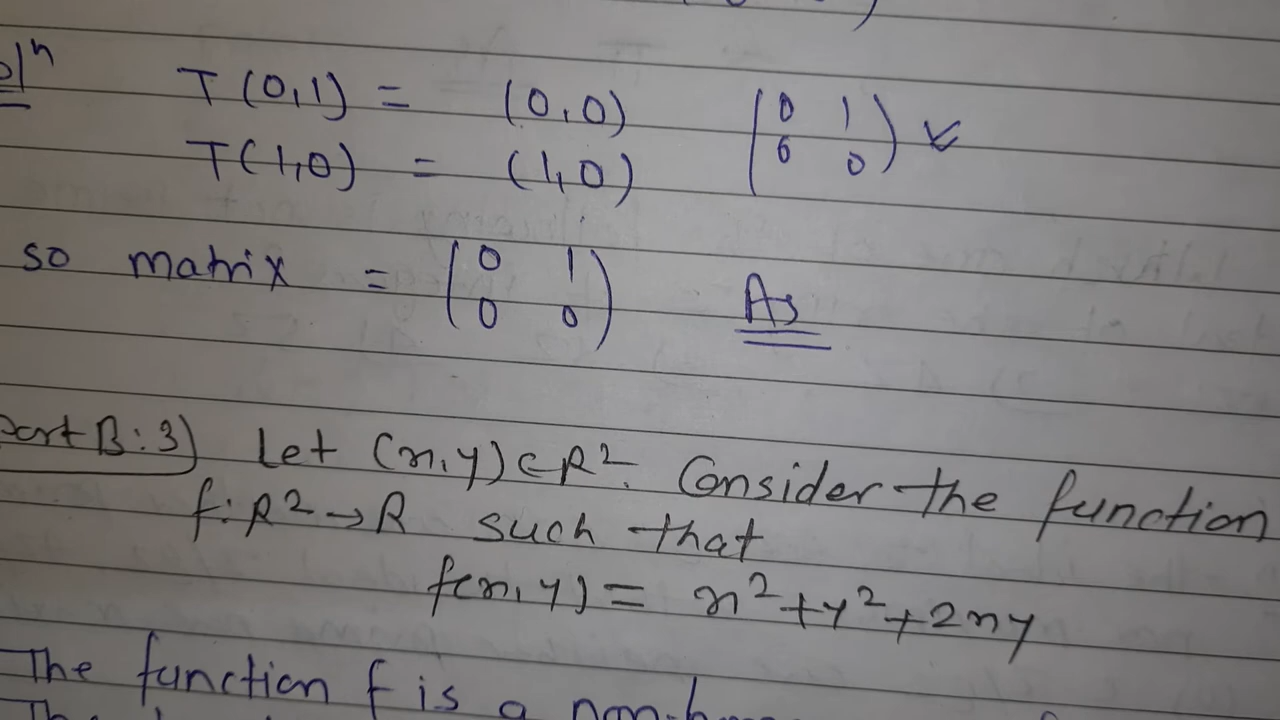 Solⁿ T(0,1) = (0,0) (0 1
T(1,0) = (1,0) 0 0)
so matrix = (0 1
0 0) As
Part B:3) Let (x,y) ∈ R². Consider the function
f: R² → R such that
f(x,y) = x² + y² + 2xy
The function f is a